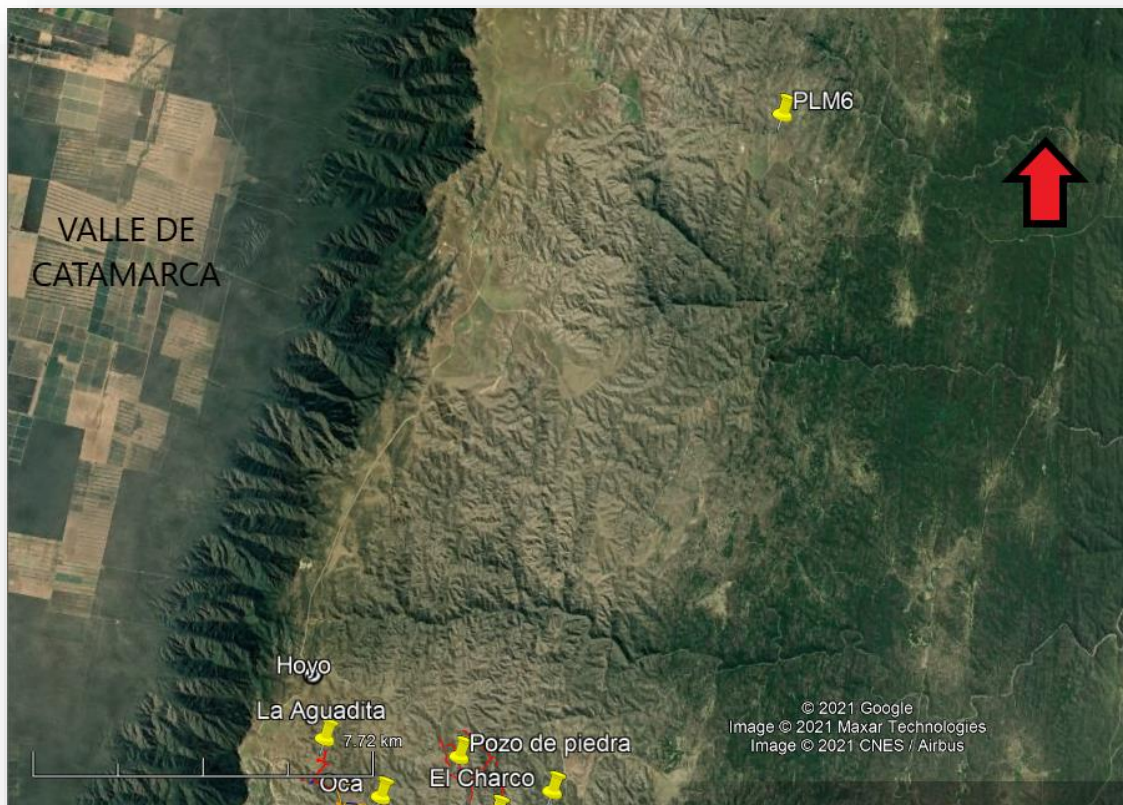 PLM6
VALLE DE
CATAMARCA
Hoyo
La Aguadita
7.72 km
Pozo de piedra
El Charco
Oca
© 2021 Google
Image © 2021 Maxar Technologies
Image © 2021 CNES / Airbus